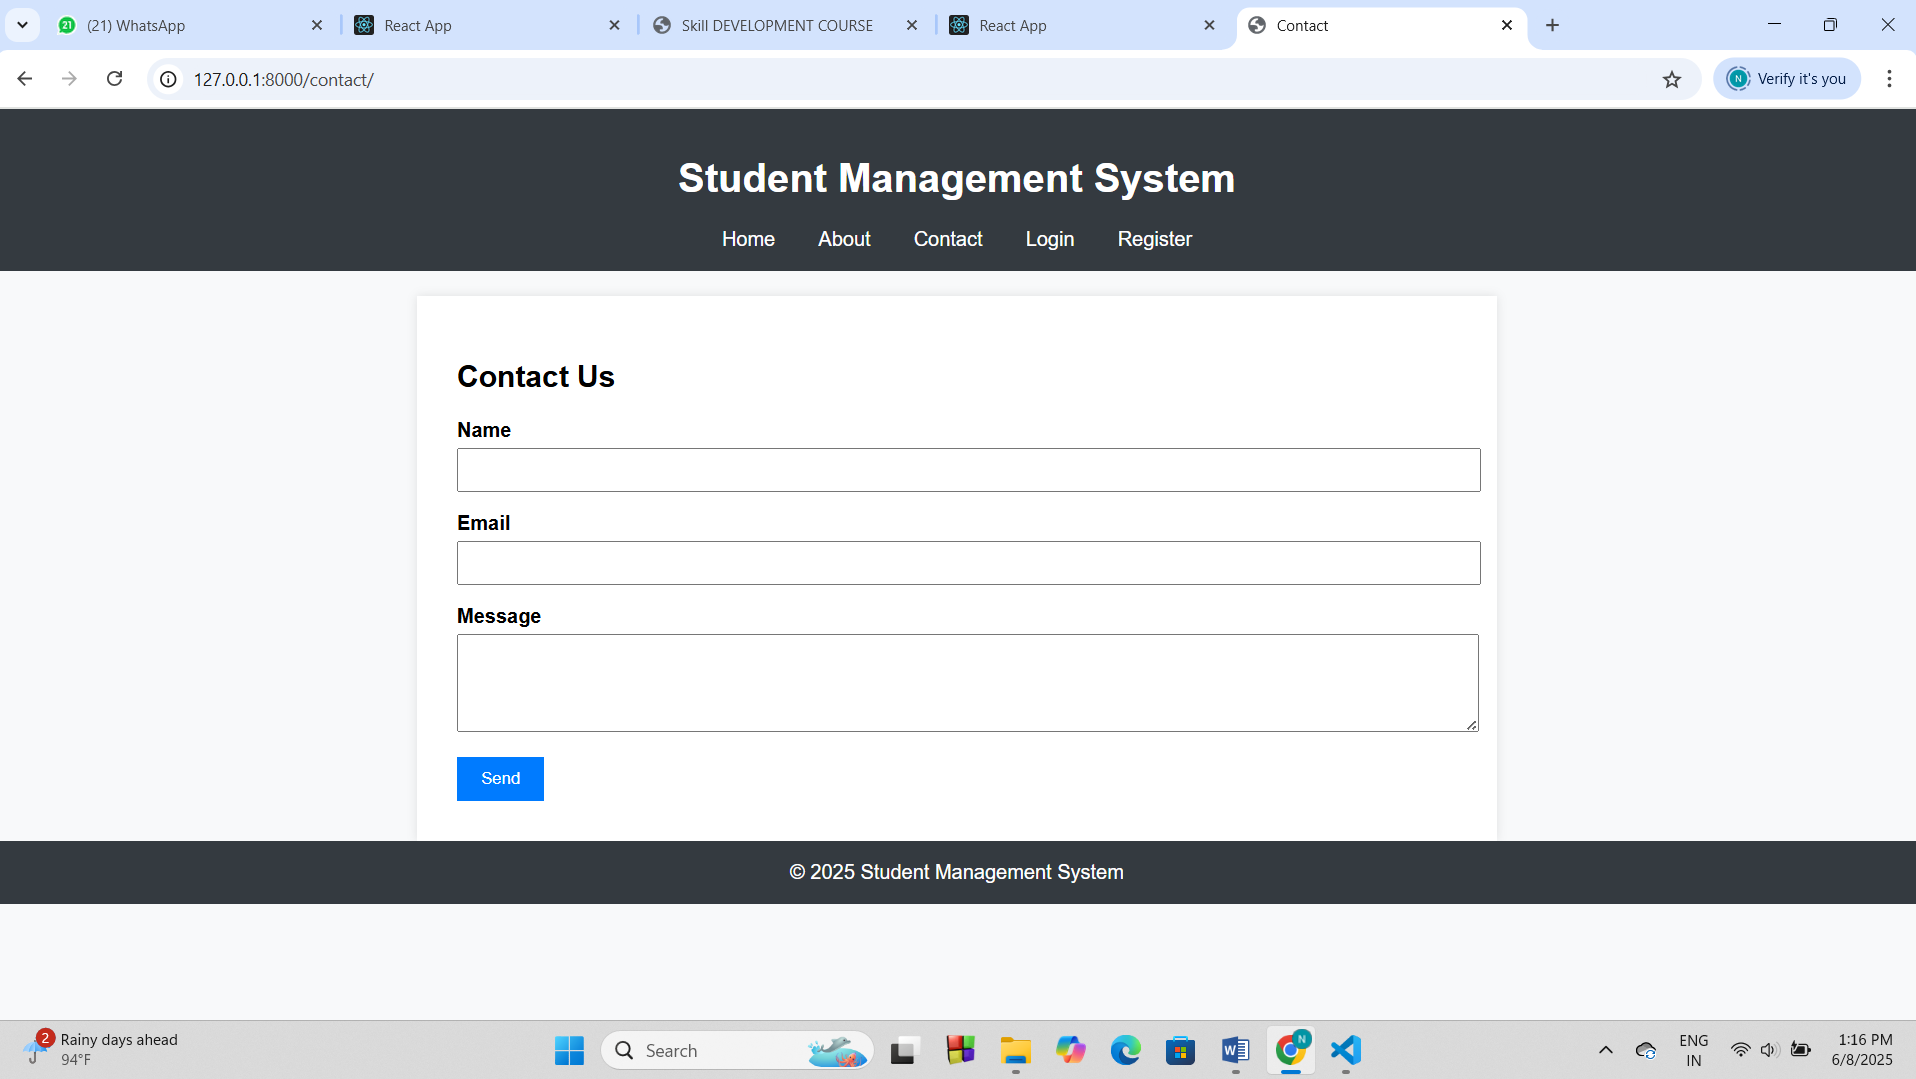 21 (21) WhatsApp React App Skill DEVELOPMENT COURSE React App Contact
127.0.0.1:8000/contact/ N Verify it's you
Student Management System
Home About Contact Login Register
Contact Us
Name
Email
Message
Send
© 2025 Student Management System
2 Rainy days ahead
94°F
Search
N
ENG
IN
1:16 PM
6/8/2025